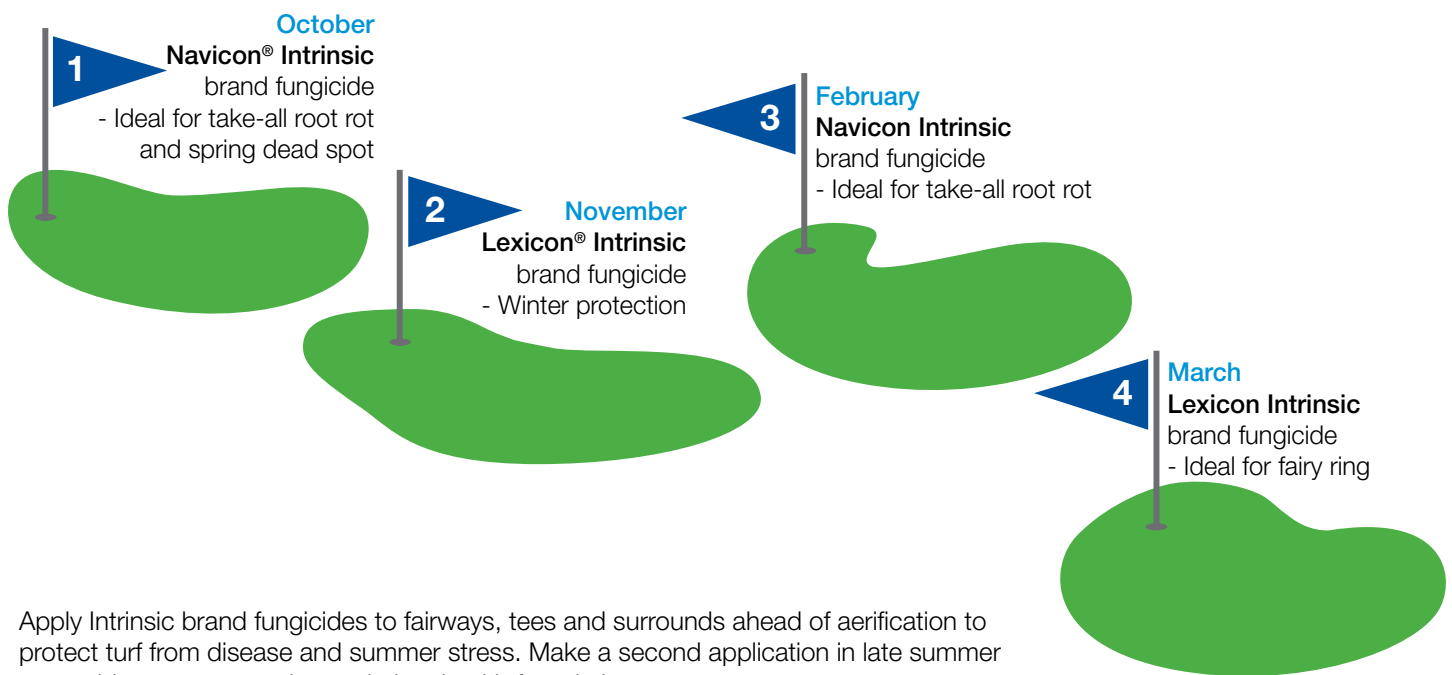 1
October
Navicon® Intrinsic
brand fungicide
- Ideal for take-all root rot
and spring dead spot
2
November
Lexicon® Intrinsic
brand fungicide
- Winter protection
3
February
Navicon Intrinsic
brand fungicide
- Ideal for take-all root rot
4
March
Lexicon Intrinsic
brand fungicide
- Ideal for fairy ring
Apply Intrinsic brand fungicides to fairways, tees and surrounds ahead of aerification to
protect turf from disease and summer stress. Make a second application in late summer